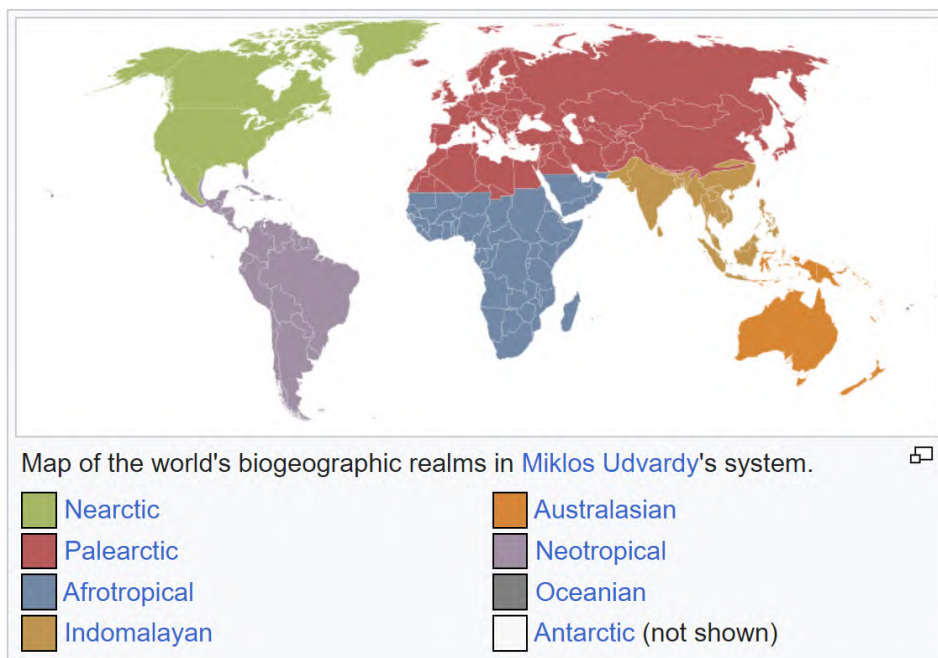 Map of the world's biogeographic realms in Miklos Udvardy's system.
Nearctic
Palearctic
Afrotropical
Indomalayan
Australasian
Neotropical
Oceanian
Antarctic (not shown)